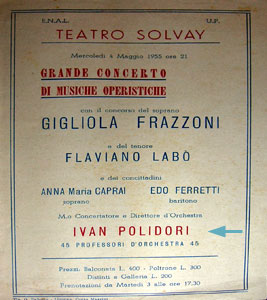 E.N.A.L.
U.F.
TEATRO SOLVAY
Mercoledì 4 Maggio 1955 ore 21
GRANDE CONCERTO
DI MUSICHE OPERISTICHE
con il concorso del soprano
GIGLIOLA FRAZZONI
e del tenore
FLAVIANO LABÒ
e dei concittadini
ANNA Maria CAPRAI EDO FERRETTI
soprano baritono
M.o Concertatore e Direttore d'Orchestra
IVAN POLIDORI
45 PROFESSORI D'ORCHESTRA 45
Prezzi: Balconata L. 400 - Poltrone L. 300
Distinti e Galleria L. 200
Prenotazioni da Martedì 3 alle ore 17,30